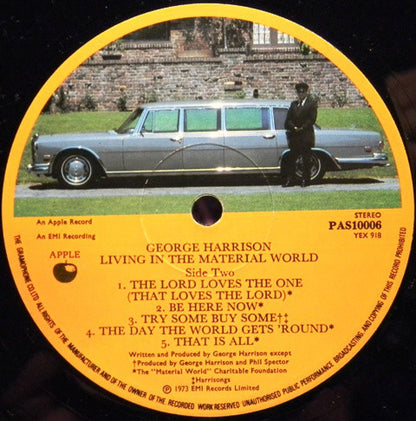 STEREO
PAS10006
YEX 918
An Apple Record
An EMI Recording
APPLE
GEORGE HARRISON
LIVING IN THE MATERIAL WORLD
Side Two
1. THE LORD LOVES THE ONE
(THAT LOVES THE LORD)*
2. BE HERE NOW*
3. TRY SOME BUY SOME†‡
4. THE DAY THE WORLD GETS 'ROUND*
5. THAT IS ALL*
Written and Produced by George Harrison except
†Produced by George Harrison and Phil Spector
*The "Material World" Charitable Foundation
‡Harrisongs
℗ 1973 EMI Records Limited
THE GRAMOPHONE CO. LTD. ALL RIGHTS OF THE MANUFACTURER AND OF THE OWNER OF THE RECORDED WORK RESERVED UNAUTHORISED PUBLIC PERFORMANCE BROADCASTING AND COPYING OF THIS RECORD PROHIBITED